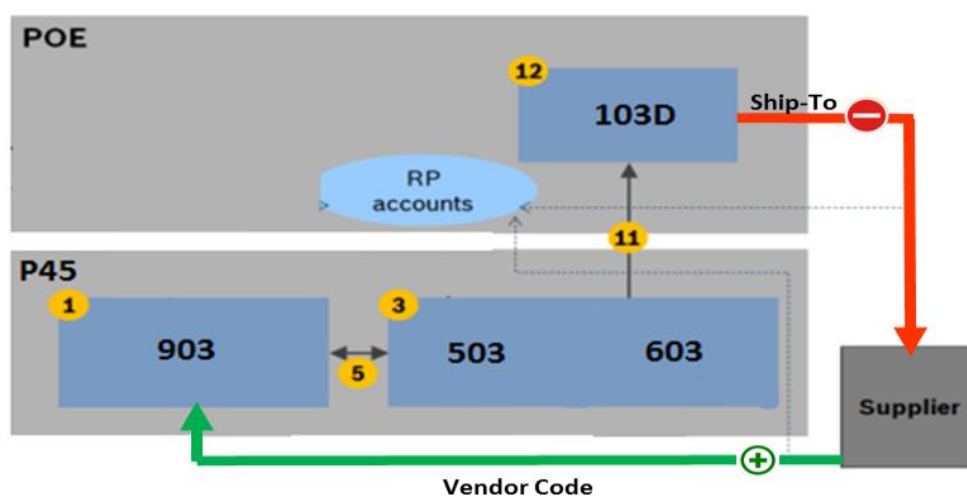 POE
12
103D
Ship-To
RP
accounts
11
P45
1
903
5
3
503
603
Supplier
Vendor Code